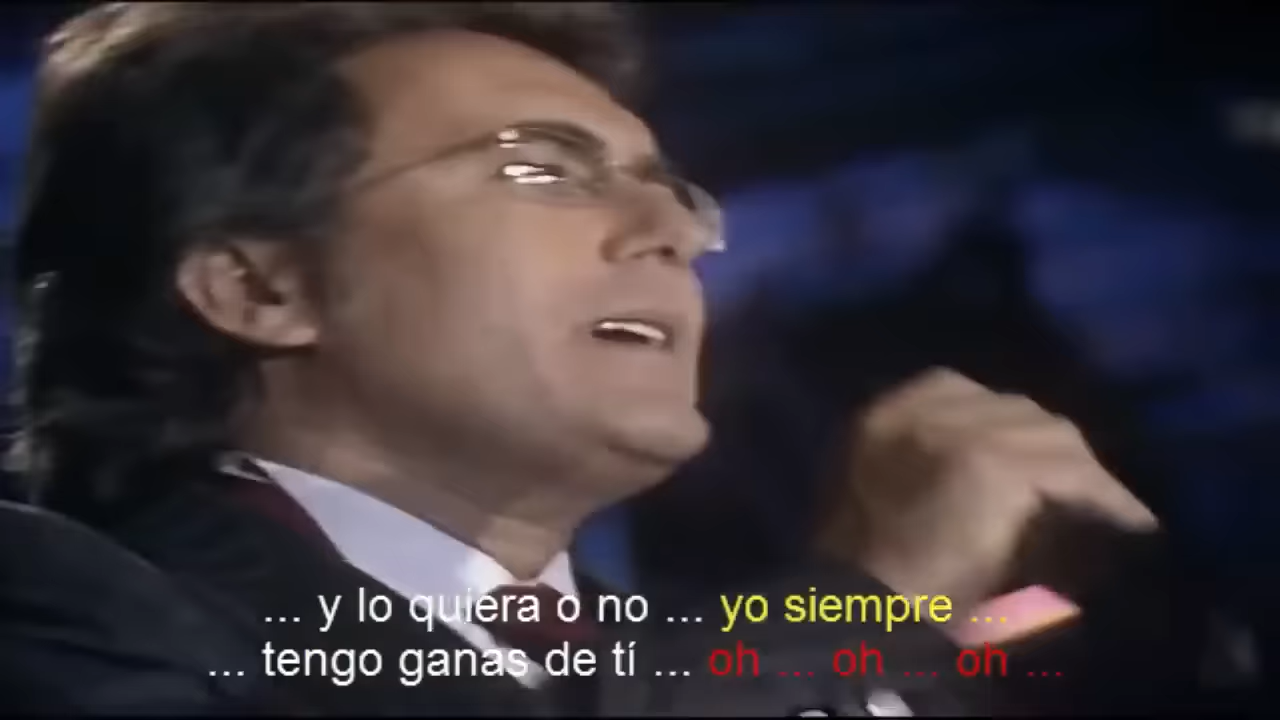 ... y lo quiera o no ... yo siempre ...
... tengo ganas de tí ... oh ... oh ... oh ...